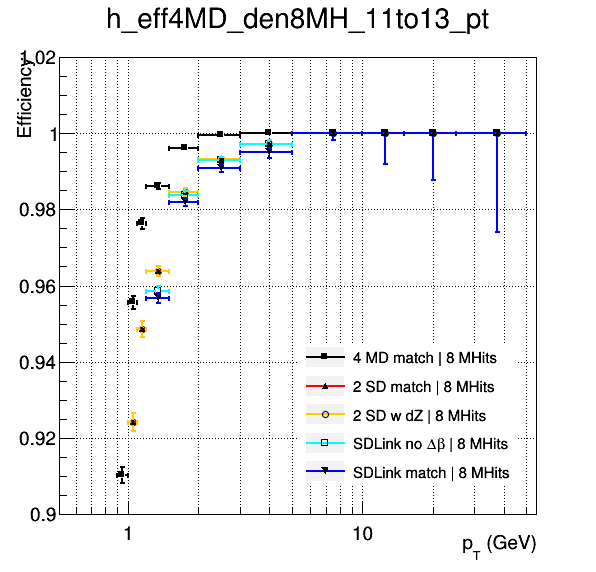 h_eff4MD_den8MH_11to13_pt
Efficiency
1.02
1
0.98
0.96
0.94
0.92
0.9
4 MD match | 8 MHits
2 SD match | 8 MHits
2 SD w dZ | 8 MHits
SDLink no Δβ | 8 MHits
SDLink match | 8 MHits
1
10
p_T (GeV)